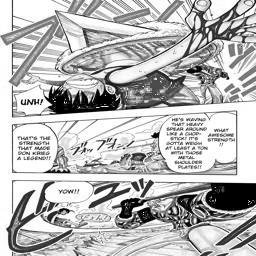 UNH!
WHAT
AWESOME
STRENGTH
!!
HE'S WAVING
THAT HEAVY
SPEAR AROUND
LIKE A CHOP-
STICK! IT'S
GOTTA WEIGH
AT LEAST A TON
WITH THOSE
METAL
SHOULDER
PLATES!!
THAT'S THE
STRENGTH
THAT MADE
DON KRIEG
A LEGEND!!
YOW!!